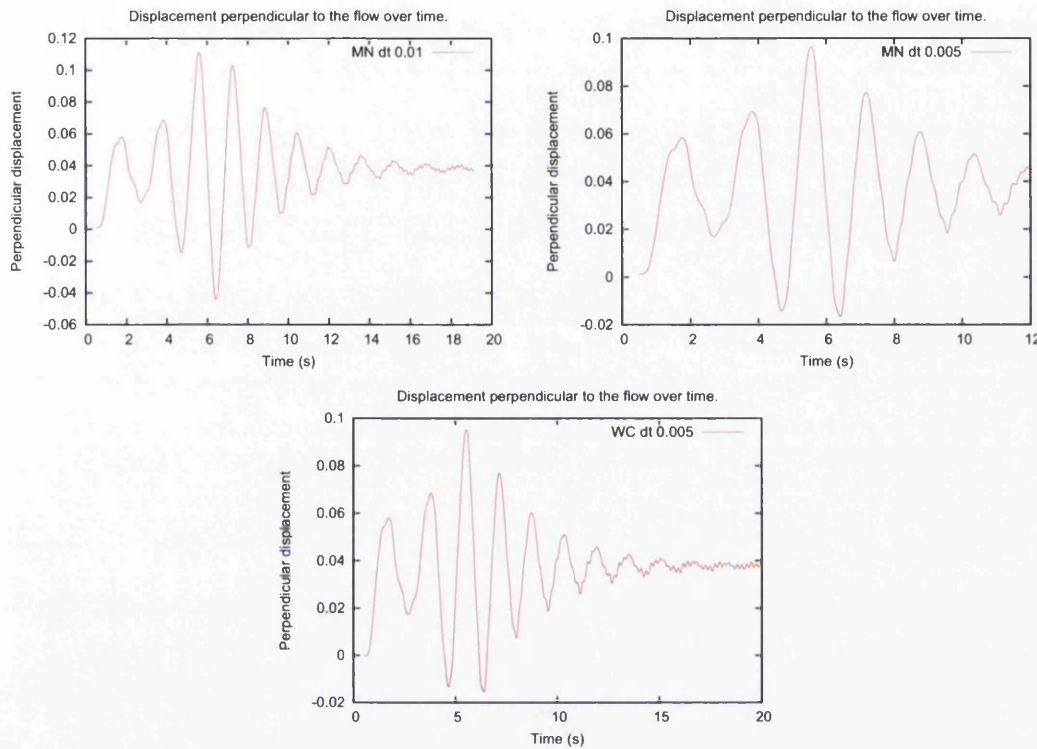 Displacement perpendicular to the flow over time.
MN dt 0.01
0.12
0.1
0.08
0.06
0.04
0.02
0
-0.02
-0.04
-0.06
Perpendicular displacement
0 2 4 6 8 10 12 14 16 18 20
Time (s)
Displacement perpendicular to the flow over time.
MN dt 0.005
0.1
0.08
0.06
0.04
0.02
0
-0.02
Perpendicular displacement
0 2 4 6 8 10 12
Time (s)
Displacement perpendicular to the flow over time.
WC dt 0.005
0.1
0.08
0.06
0.04
0.02
0
-0.02
Perpendicular displacement
0 5 10 15 20
Time (s)